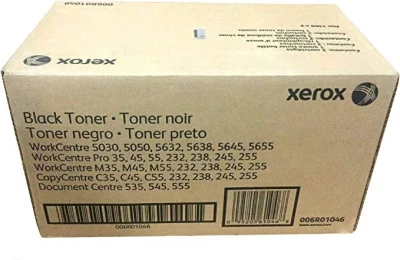 xerox
Black Toner • Toner noir
Toner negro • Toner preto
WorkCentre 5030, 5050, 5632, 5638, 5645, 5655
WorkCentre Pro 35, 45, 55, 232, 238, 245, 255
WorkCentre M35, M45, M55, 232, 238, 245, 255
CopyCentre C35, C45, C55, 232, 238, 245, 255
Document Centre 535, 545, 555
006R01046
006R01046